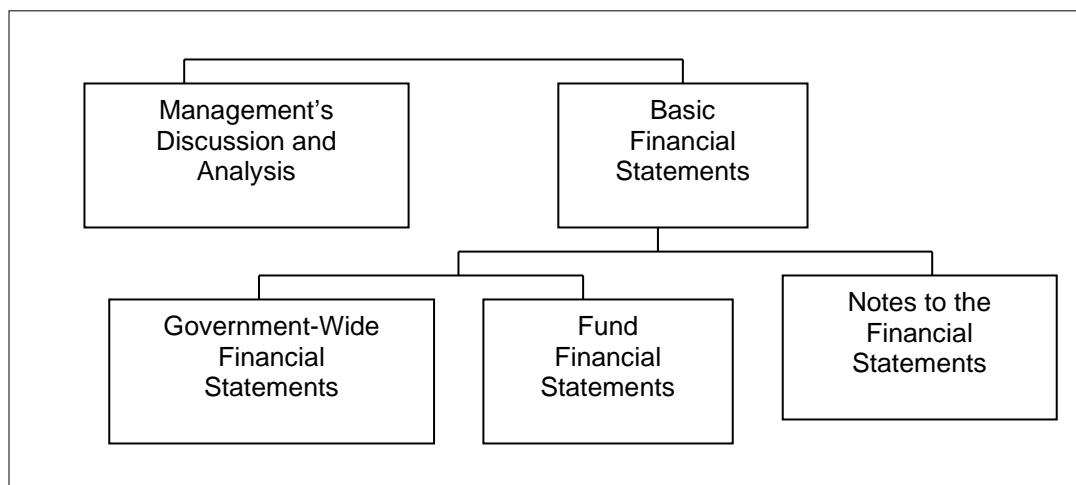 Management’s
Discussion and
Analysis
Basic
Financial
Statements
Government-Wide
Financial
Statements
Fund
Financial
Statements
Notes to the
Financial
Statements